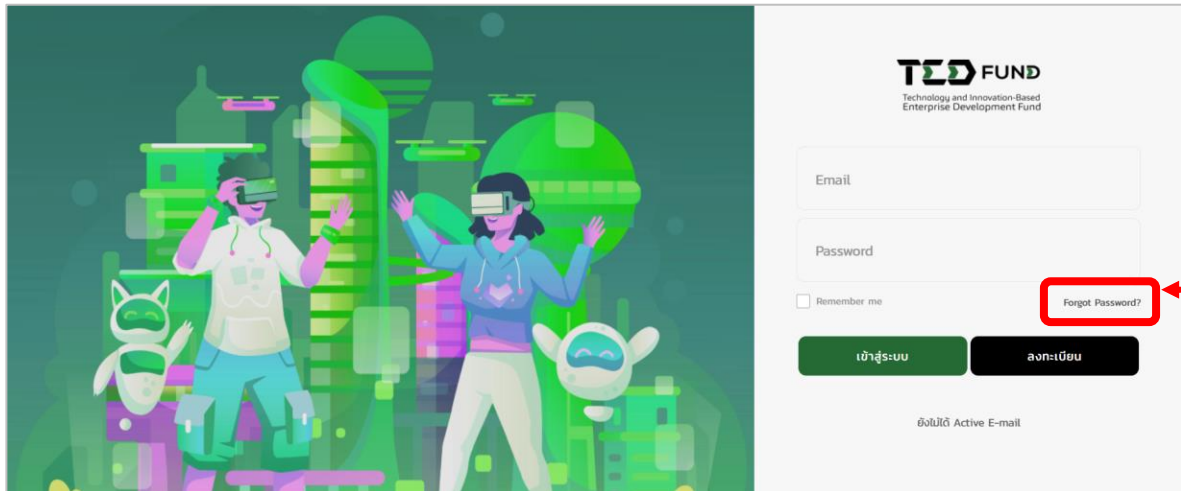 TED FUND
Technology and Innovation-Based
Enterprise Development Fund
Email
Password
Remember me
Forgot Password?
เข้าสู่ระบบ
ลงทะเบียน
ยังไม่ได้ Active E-mail